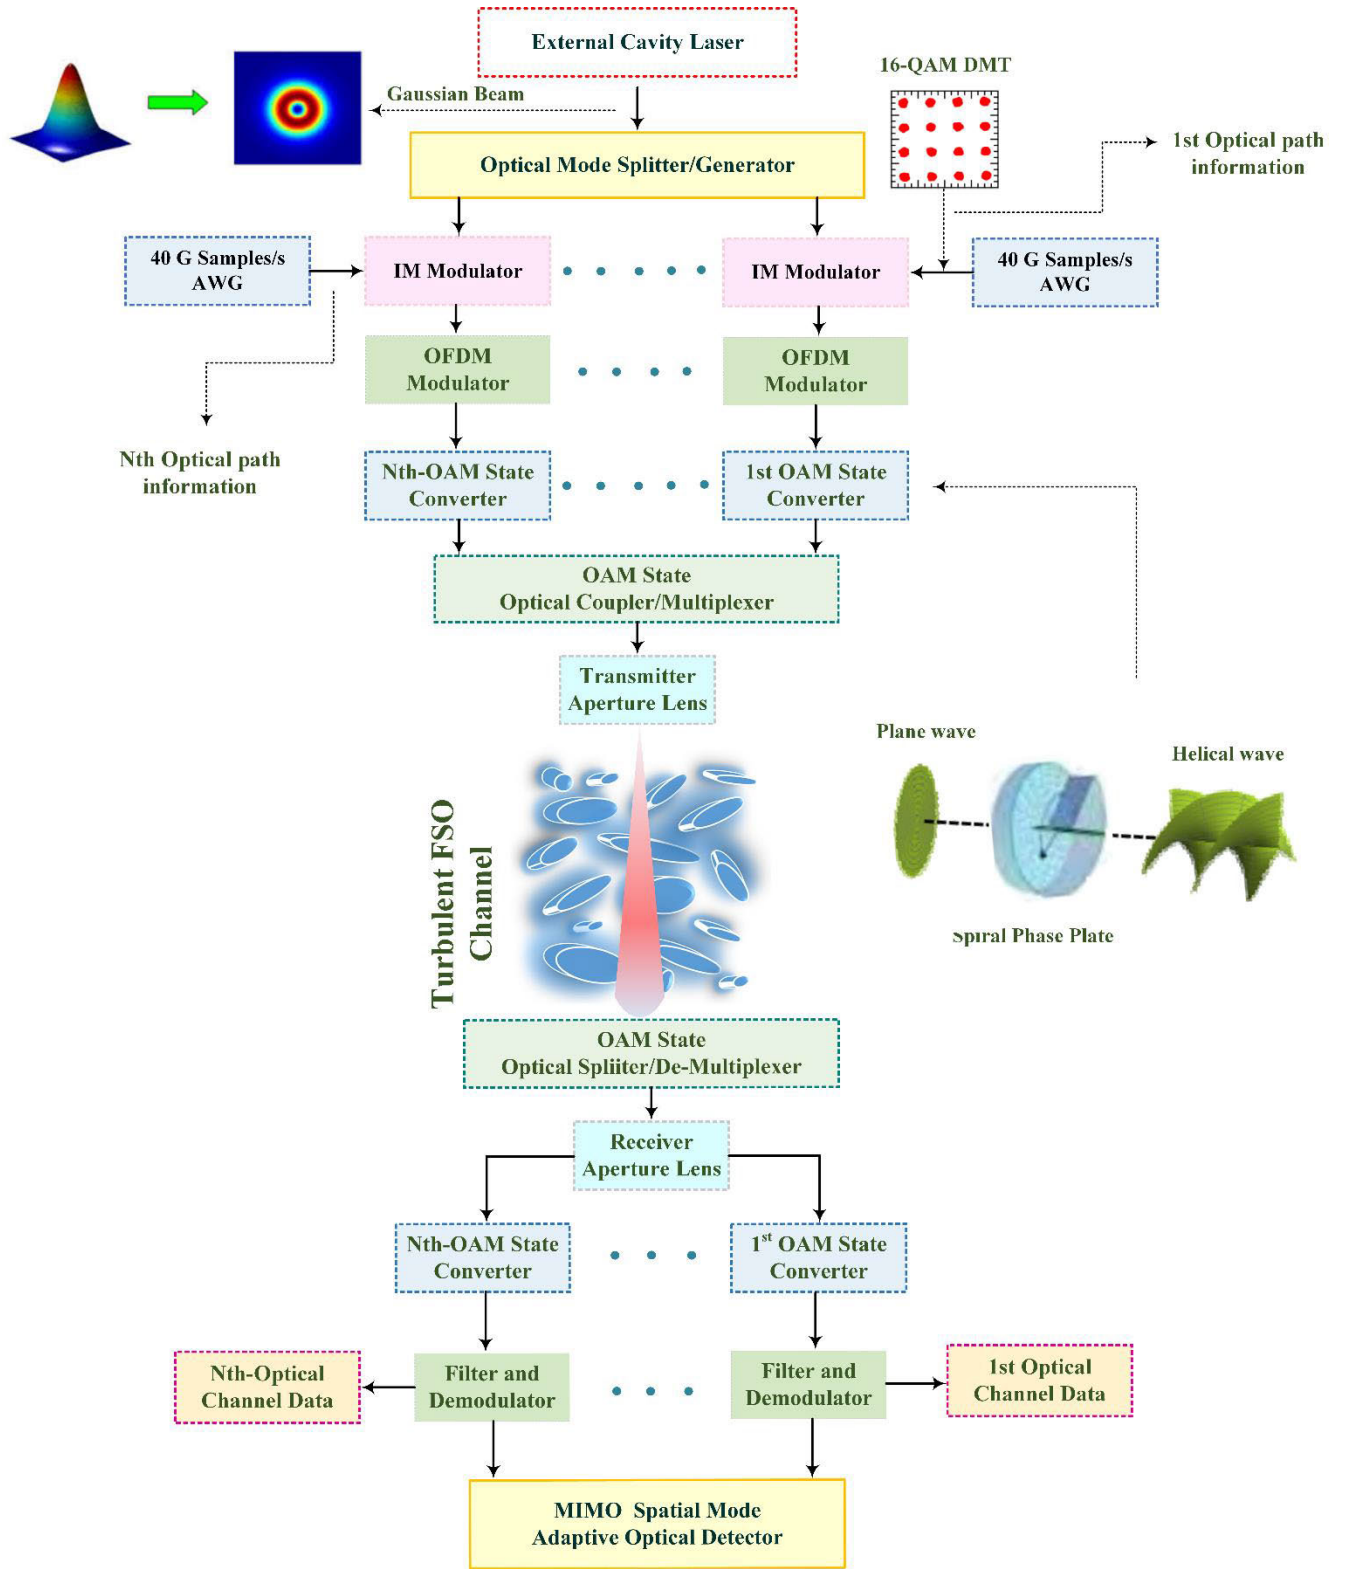 External Cavity Laser
16-QAM DMT
Gaussian Beam
1st Optical path
information
Optical Mode Splitter/Generator
40 G Samples/s
AWG
IM Modulator
IM Modulator
40 G Samples/s
AWG
OFDM
Modulator
OFDM
Modulator
Nth Optical path
information
Nth-OAM State
Converter
1st OAM State
Converter
OAM State
Optical Coupler/Multiplexer
Transmitter
Aperture Lens
Plane wave
Helical wave
Turbulent FSO
Channel
Spiral Phase Plate
OAM State
Optical Spliiter/De-Multiplexer
Receiver
Aperture Lens
Nth-OAM State
Converter
1st OAM State
Converter
Nth-Optical
Channel Data
Filter and
Demodulator
Filter and
Demodulator
1st Optical
Channel Data
MIMO Spatial Mode
Adaptive Optical Detector